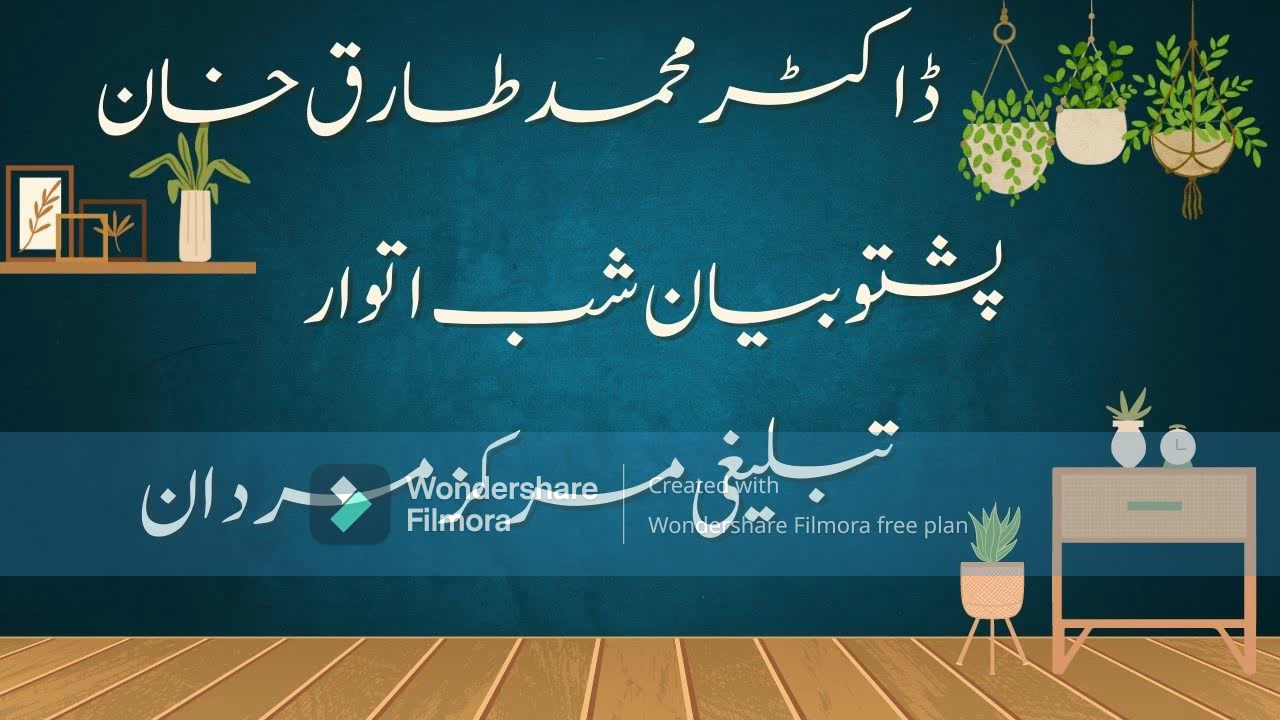 ڈاکٹر محمد طارق خان
پشتو بیان شب اتوار
تبلیغی مرکز مردان
Wondershare
Filmora
Created with
Wondershare Filmora free plan